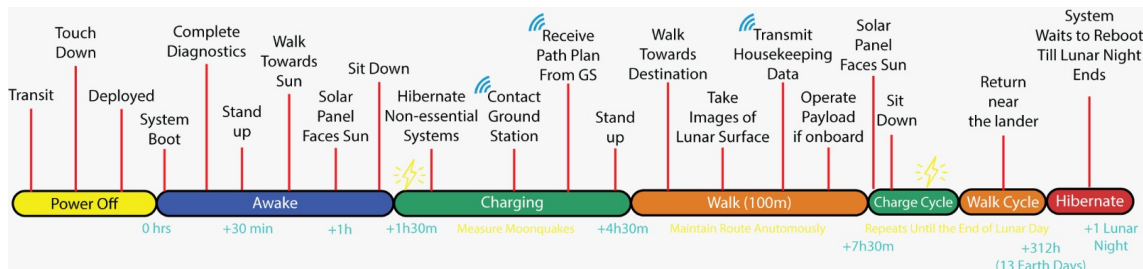 Transit
Touch
Down
Deployed
System
Boot
Complete
Diagnostics
Stand
up
Walk
Towards
Sun
Solar
Panel
Faces Sun
Sit Down
Hibernate
Non-essential
Systems
Contact
Ground
Station
Receive
Path Plan
From GS
Stand
up
Walk
Towards
Destination
Take
Images of
Lunar Surface
Transmit
Housekeeping
Data
Operate
Payload
if onboard
Solar
Panel
Faces Sun
Sit
Down
Return
near
the lander
System
Waits to Reboot
Till Lunar Night
Ends
Power Off
Awake
Charging
Walk (100m)
Charge Cycle
Walk Cycle
Hibernate
0 hrs
+30 min
+1h
+1h30m
Measure Moonquakes
+4h30m
Maintain Route Anutomously
+7h30m
Repeats Until the End of Lunar Day
+312h
(13 Earth Days)
+1 Lunar
Night